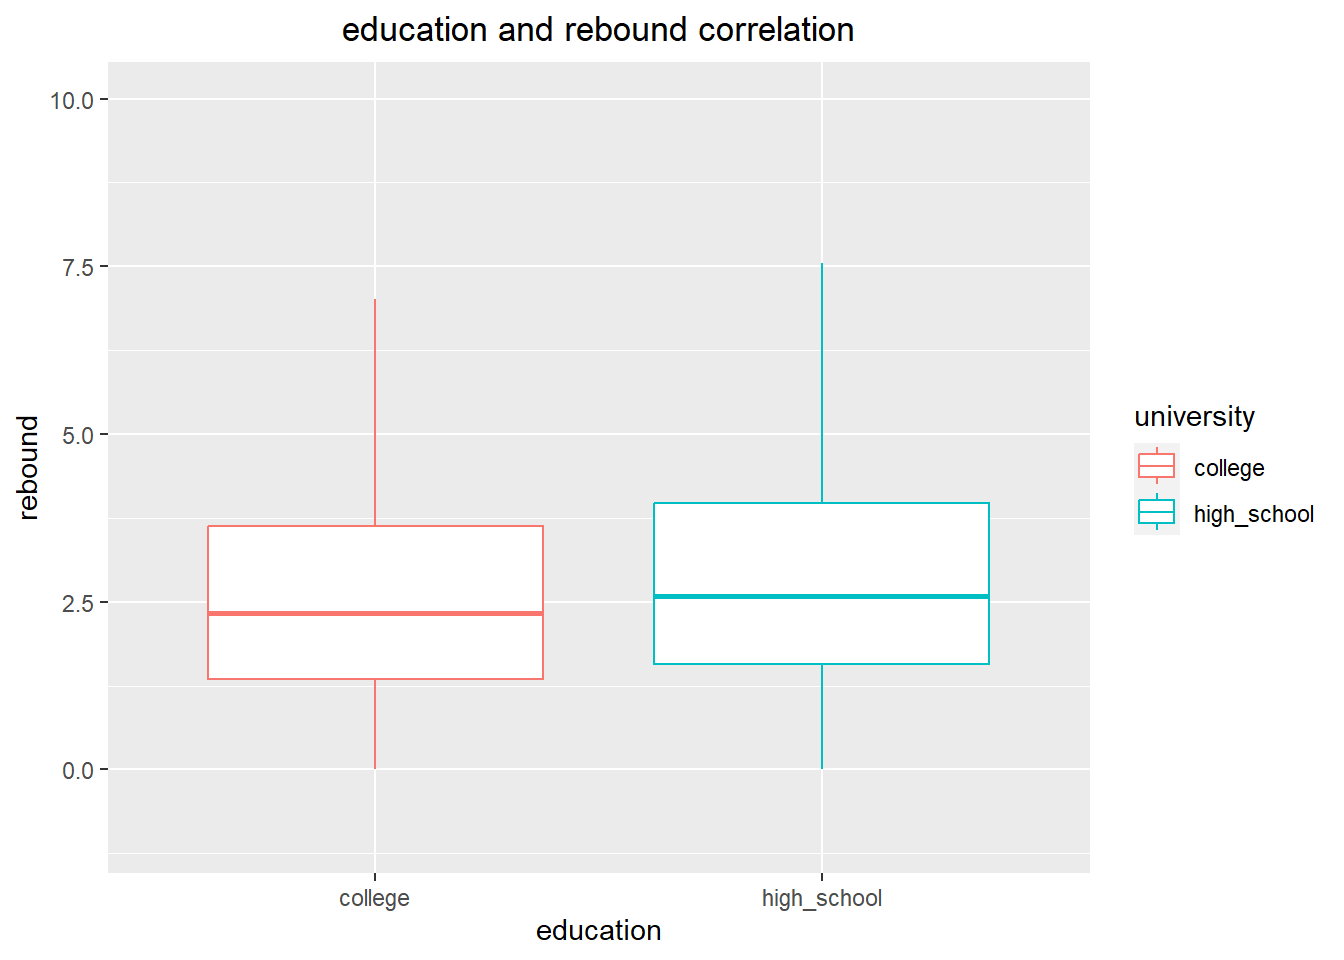 education and rebound correlation
10.0
7.5
5.0
2.5
0.0
rebound
college
high_school
education
university
college
high_school